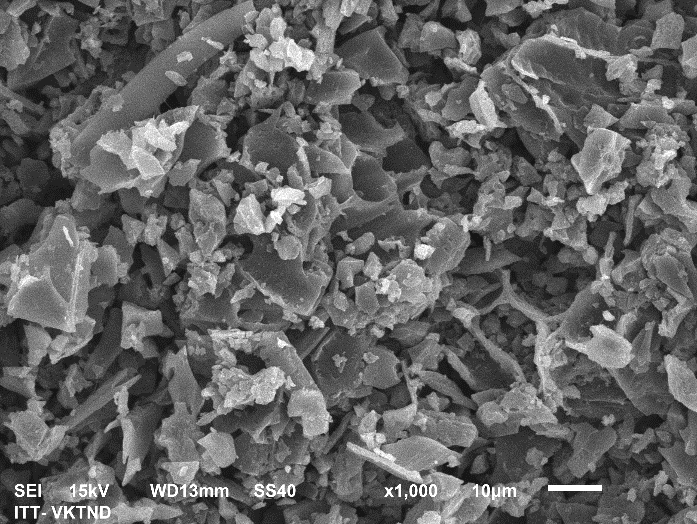 SEI 15kV WD13mm SS40 x1,000 10µm
ITT- VKTND